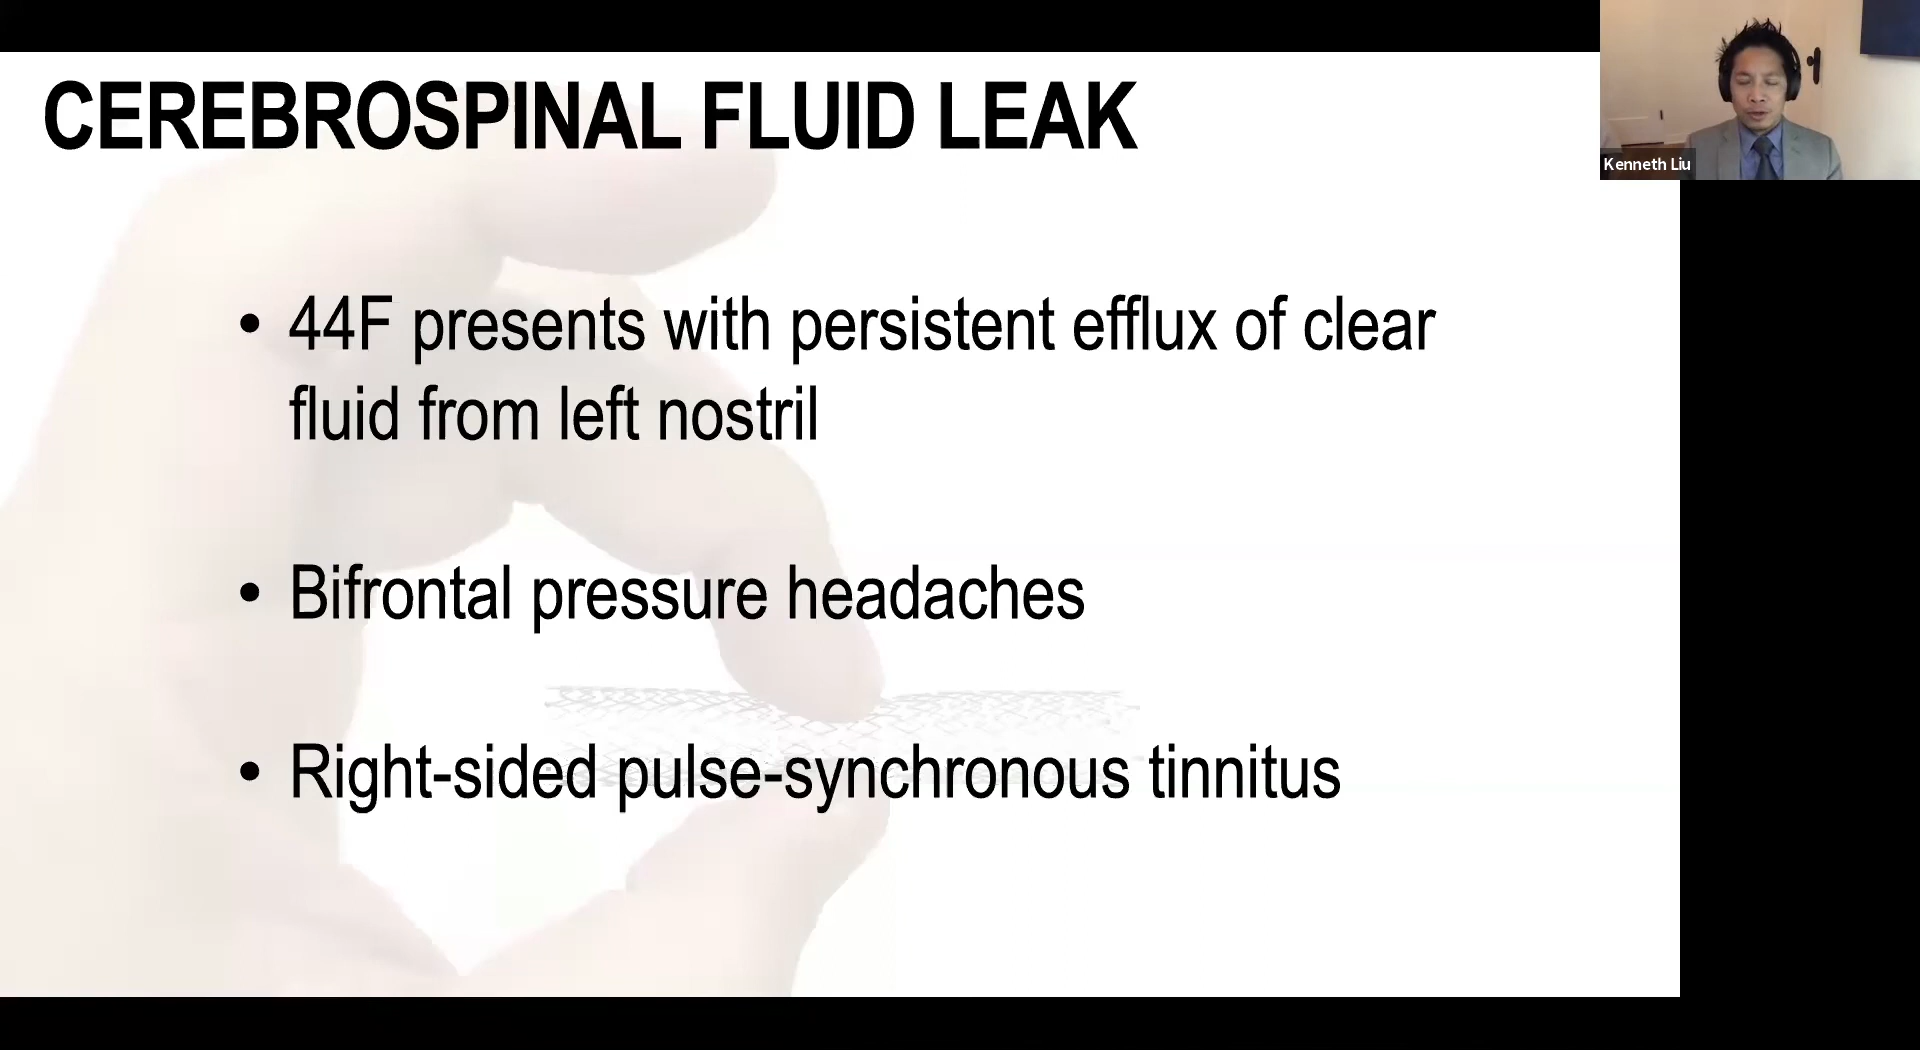 CEREBROSPINAL FLUID LEAK
Kenneth Liu
• 44F presents with persistent efflux of clear
fluid from left nostril
• Bifrontal pressure headaches
• Right-sided pulse-synchronous tinnitus